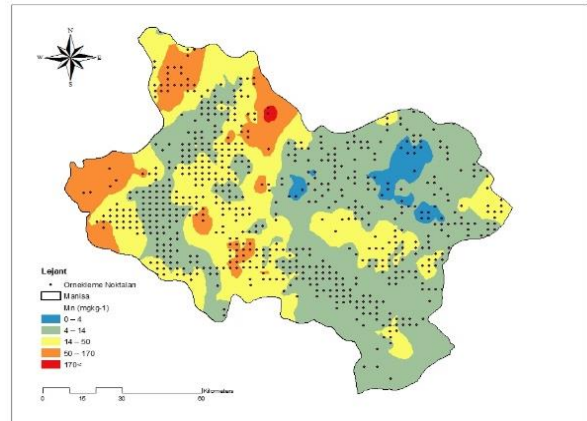 N
W E
S
Lejant
Ornekleme Noktaları
Manisa
Mn (mgkg-1)
0 – 4
4 – 14
14 – 50
50 – 170
170<
0 15 30 60
Kilometers